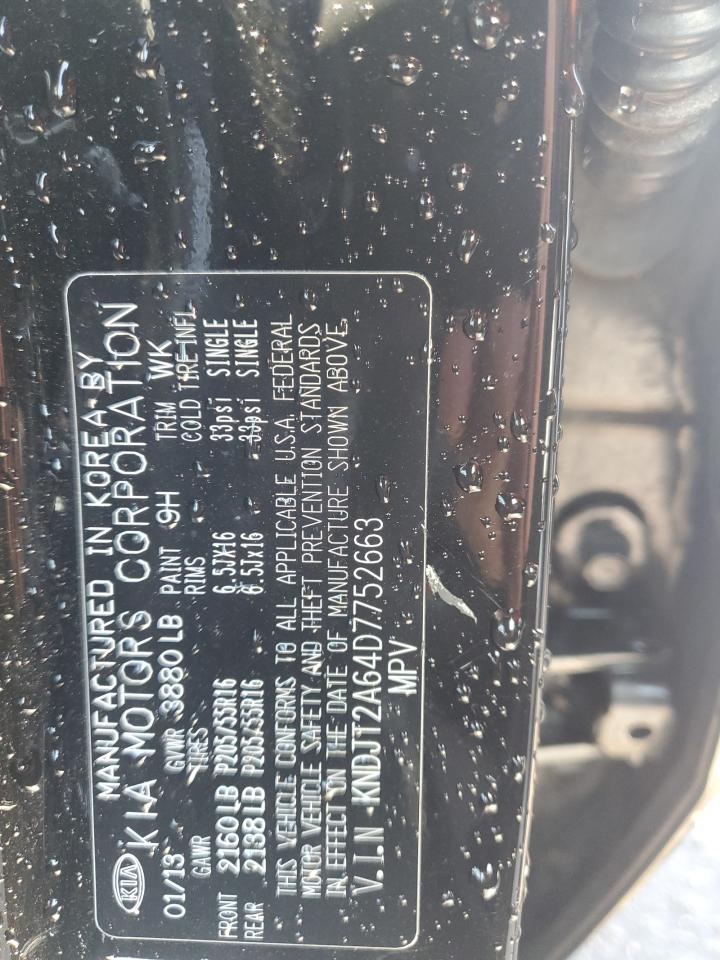 MANUFACTURED IN KOREA BY
KIA KIA MOTORS CORPORATION
01/13 GVWR 3880 LB PAINT 9H TRIM WK
GAWR TIRES RIMS COLD TIRE INFL
FRONT 2160 LB P205/55R16 6.5Jx16 33psi SINGLE
REAR 2138 LB P205/55R16 6.5Jx16 33psi SINGLE
THIS VEHICLE CONFORMS TO ALL APPLICABLE U.S.A. FEDERAL
MOTOR VEHICLE SAFETY AND THEFT PREVENTION STANDARDS
IN EFFECT ON THE DATE OF MANUFACTURE SHOWN ABOVE.
V.I.N KNDJT2A64D7752663
MPV